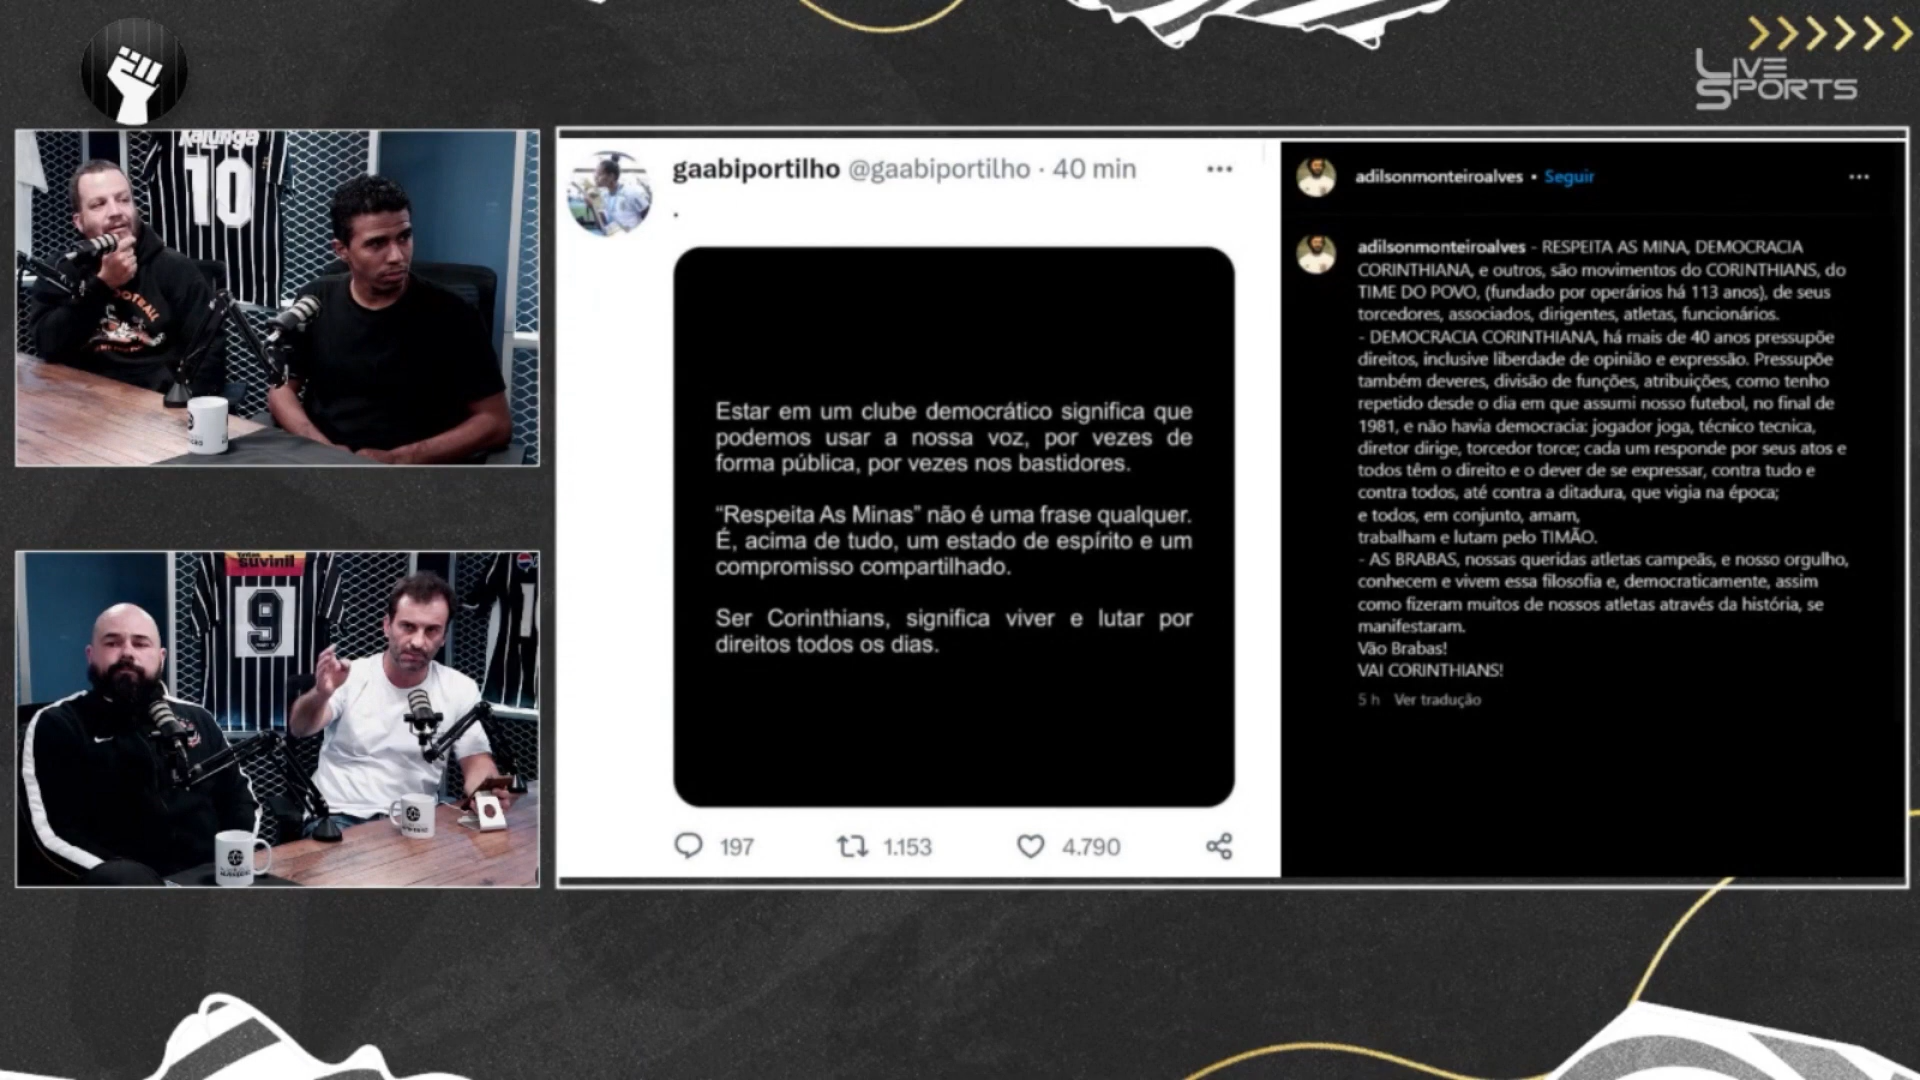 LIVE
SPORTS
Kalunga
10
suvinil
9
gaabiportilho @gaabiportilho · 40 min
.
Estar em um clube democrático significa que
podemos usar a nossa voz, por vezes de
forma pública, por vezes nos bastidores.
“Respeita As Minas” não é uma frase qualquer.
É, acima de tudo, um estado de espírito e um
compromisso compartilhado.
Ser Corinthians, significa viver e lutar por
direitos todos os dias.
197 1.153 4.790
adilsonmonteiroalves • Seguir
adilsonmonteiroalves - RESPEITA AS MINA, DEMOCRACIA
CORINTHIANA, e outros, são movimentos do CORINTHIANS, do
TIME DO POVO, (fundado por operários há 113 anos), de seus
torcedores, associados, dirigentes, atletas, funcionários.
- DEMOCRACIA CORINTHIANA, há mais de 40 anos pressupõe
direitos, inclusive liberdade de opinião e expressão. Pressupõe
também deveres, divisão de funções, atribuições, como tenho
repetido desde o dia em que assumi nosso futebol, no final de
1981, e não havia democracia: jogador joga, técnico tecnica,
diretor dirige, torcedor torce; cada um responde por seus atos e
todos têm o direito e o dever de se expressar, contra tudo e
contra todos, até contra a ditadura, que vigia na época;
e todos, em conjunto, amam,
trabalham e lutam pelo TIMÃO.
- AS BRABAS, nossas queridas atletas campeãs, e nosso orgulho,
conhecem e vivem essa filosofia e, democraticamente, assim
como fizeram muitos de nossos atletas através da história, se
manifestaram.
Vão Brabas!
VAI CORINTHIANS!
5 h Ver tradução